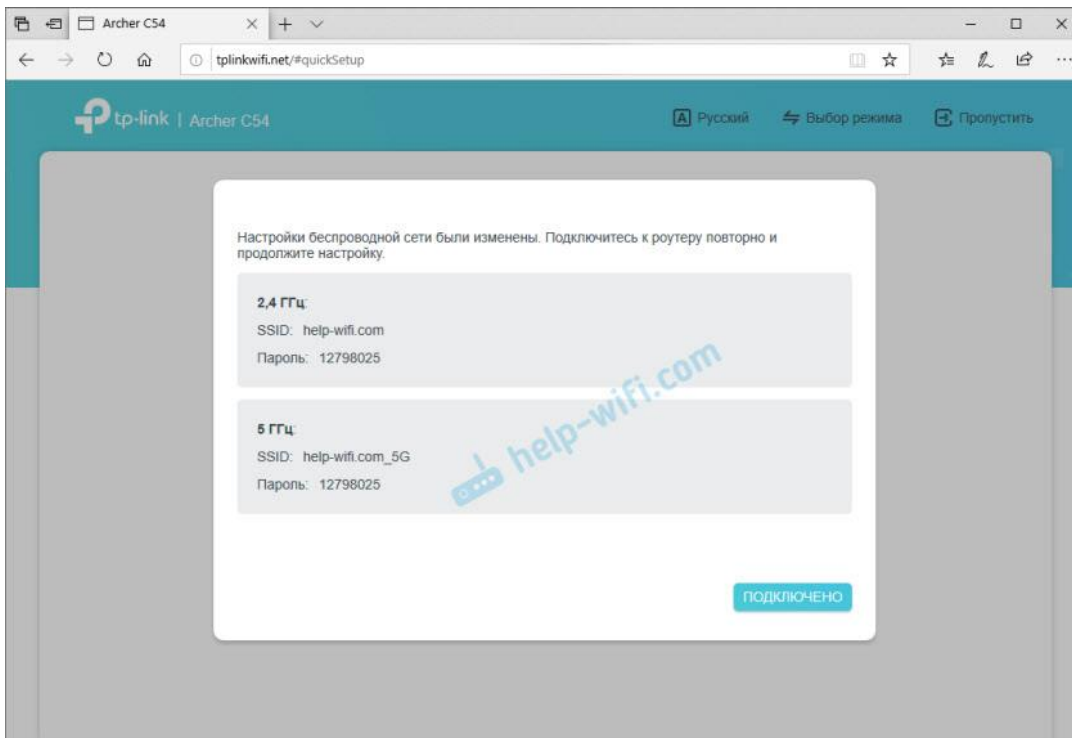 Archer C54
tplinkwifi.net/#quickSetup
tp-link | Archer C54
Русский
Выбор режима
Пропустить
Настройки беспроводной сети были изменены. Подключитесь к роутеру повторно и
продолжите настройку.
2,4 ГГц:
SSID: help-wifi.com
Пароль: 12798025
5 ГГц:
SSID: help-wifi.com_5G
Пароль: 12798025
help-wifi.com
ПОДКЛЮЧЕНО